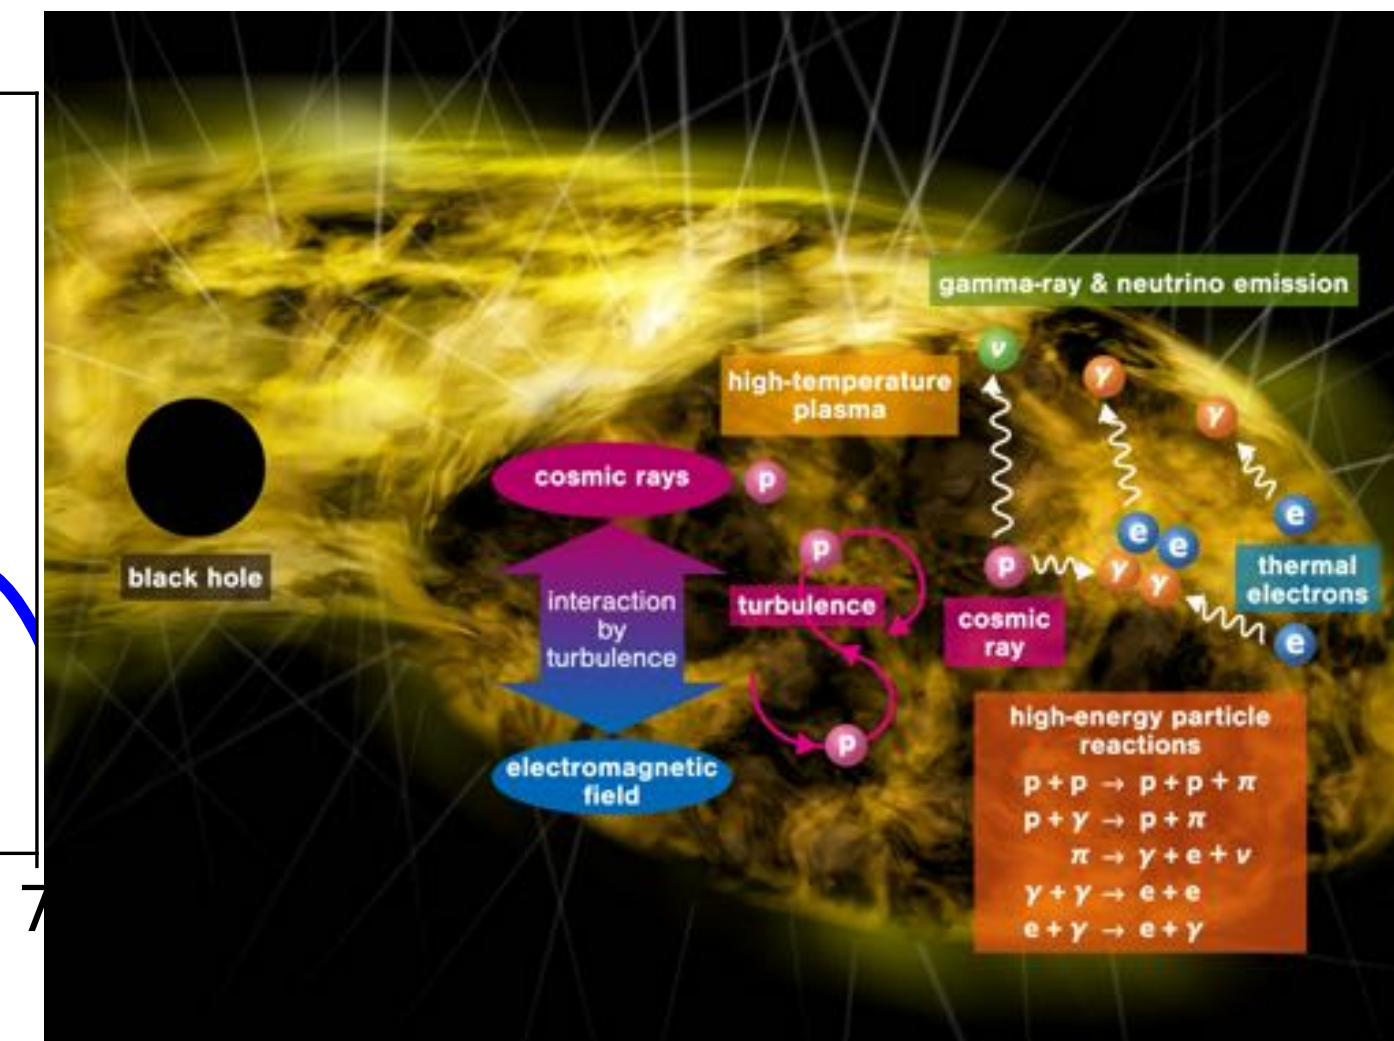 gamma-ray & neutrino emission
ν
γ
γ
high-temperature
plasma
cosmic rays
p
e
e
e
p
p
γ
γ
thermal
electrons
black hole
interaction
by
turbulence
turbulence
cosmic
ray
e
high-energy particle
reactions
p + p → p + p + π
p + γ → p + π
π → γ + e + ν
γ + γ → e + e
e + γ → e + γ
p
electromagnetic
field
7